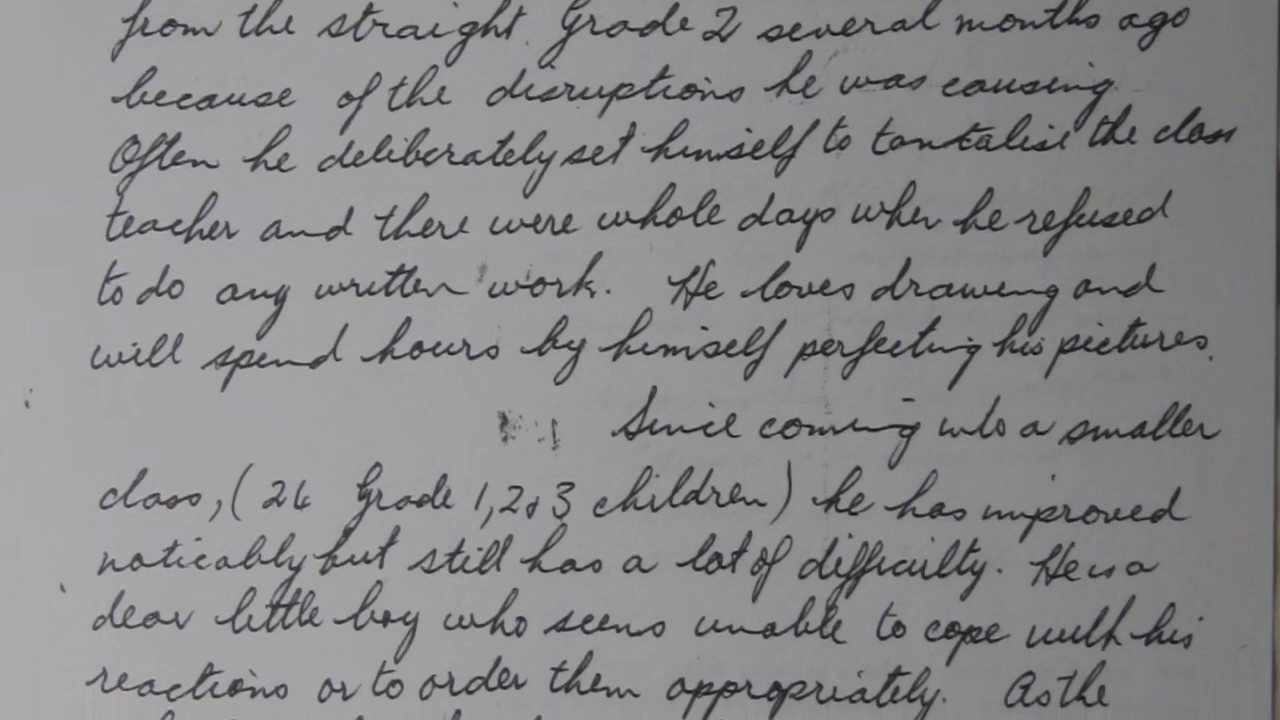 from the straight Grade 2 several months ago
because of the disruptions he was causing.
Often he deliberately set himself to tantalise the class
teacher and there were whole days when he refused
to do any written work. He loves drawing and
will spend hours by himself perfecting his pictures.
Since coming into a smaller
class, (24 Grade 1,2&3 children) he has improved
noticably but still has a lot of difficulty. He is a
dear little boy who seems unable to cope with his
reactions or to order them appropriately. As the